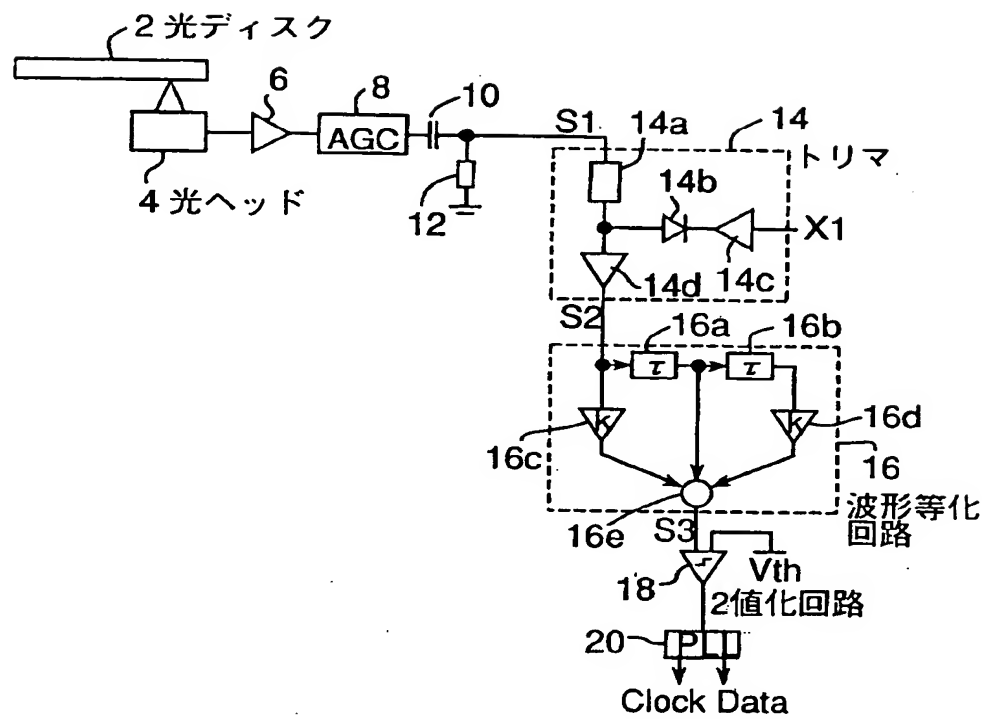 2光ディスク
6
8
10
AGC
4光ヘッド
12
S1
14a
14
トリマ
14b
X1
14c
14d
S2
16a
16b
τ
τ
K
K
16c
16d
16
波形等化
回路
16e
S3
18
Vth
2値化回路
20
PLL
Clock Data